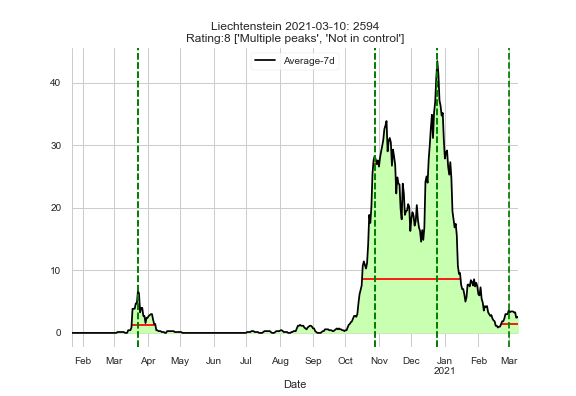 Liechtenstein 2021-03-10: 2594
Rating:8 ['Multiple peaks', 'Not in control']
Average-7d
40
30
20
10
0
Feb Mar Apr May Jun Jul Aug Sep Oct Nov Dec Jan Feb Mar
2021
Date